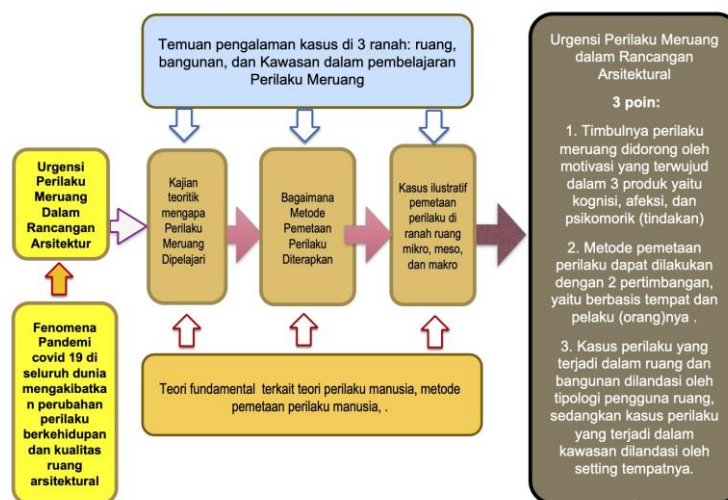 Temuan pengalaman kasus di 3 ranah: ruang,
bangunan, dan Kawasan dalam pembelajaran
Perilaku Meruang
Urgensi
Perilaku
Meruang
Dalam
Rancangan
Arsitektur
Kajian
teoritik
mengapa
Perilaku
Meruang
Dipelajari
Bagaimana
Metode
Pemetaan
Perilaku
Diterapkan
Kasus ilustratif
pemetaan
perilaku di
ranah ruang
mikro, meso,
dan makro
Fenomena
Pandemi
covid 19 di
seluruh dunia
mengakibatka
n perubahan
perilaku
berkehidupan
dan kualitas
ruang
arsitektural
Teori fundamental terkait teori perilaku manusia, metode
pemetaan perilaku manusia, .
Urgensi Perilaku Meruang
dalam Rancangan
Arsitektural
3 poin:
1. Timbulnya perilaku
meruang didorong oleh
motivasi yang terwujud
dalam 3 produk yaitu
kognisi, afeksi, dan
psikomorik (tindakan)
2. Metode pemetaan
perilaku dapat dilakukan
dengan 2 pertimbangan,
yaitu berbasis tempat dan
pelaku (orang)nya .
3. Kasus perilaku yang
terjadi dalam ruang dan
bangunan dilandasi oleh
tipologi pengguna ruang,
sedangkan kasus perilaku
yang terjadi dalam
kawasan dilandasi oleh
setting tempatnya.